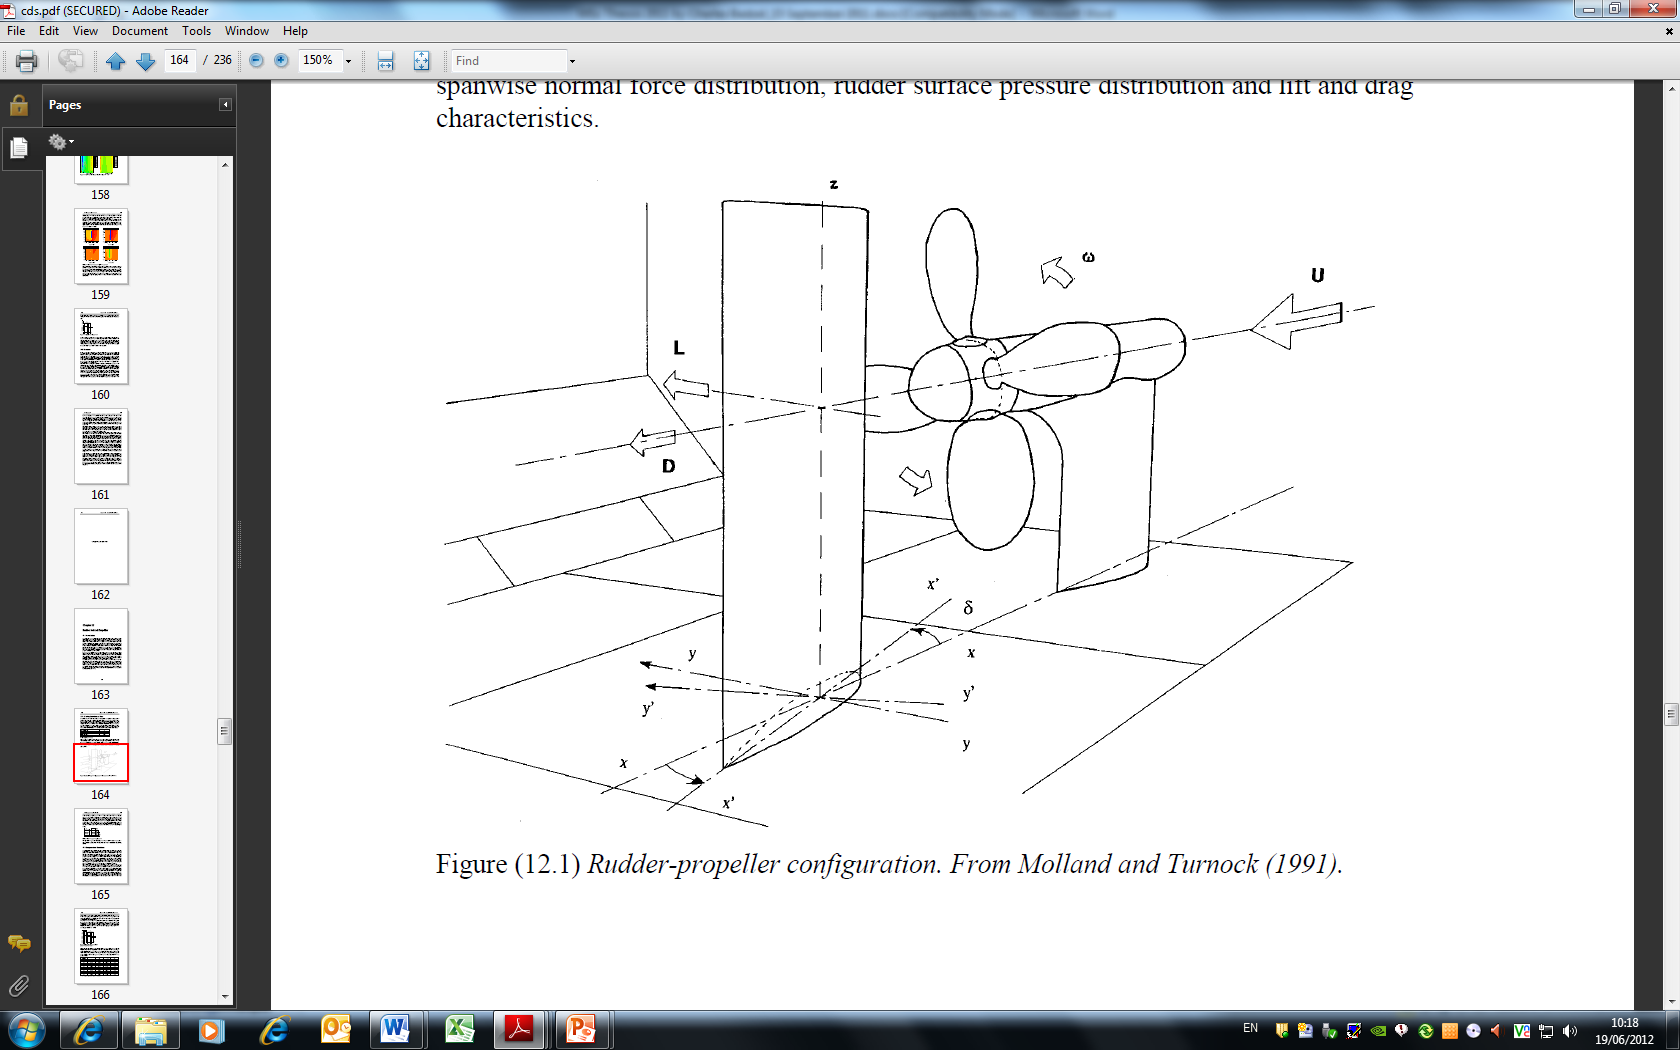 cds.pdf (SECURED) - Adobe Reader
File Edit View Document Tools Window Help
164 / 236 150% Find
Pages
158
159
160
161
162
163
164
165
166
spanwise normal force distribution, rudder surface pressure distribution and lift and drag
characteristics.
z
ω
U
L
D
x'
δ
y
x
y'
y'
y
x
x'
Figure (12.1) Rudder-propeller configuration. From Molland and Turnock (1991).
EN
10:18
19/06/2012